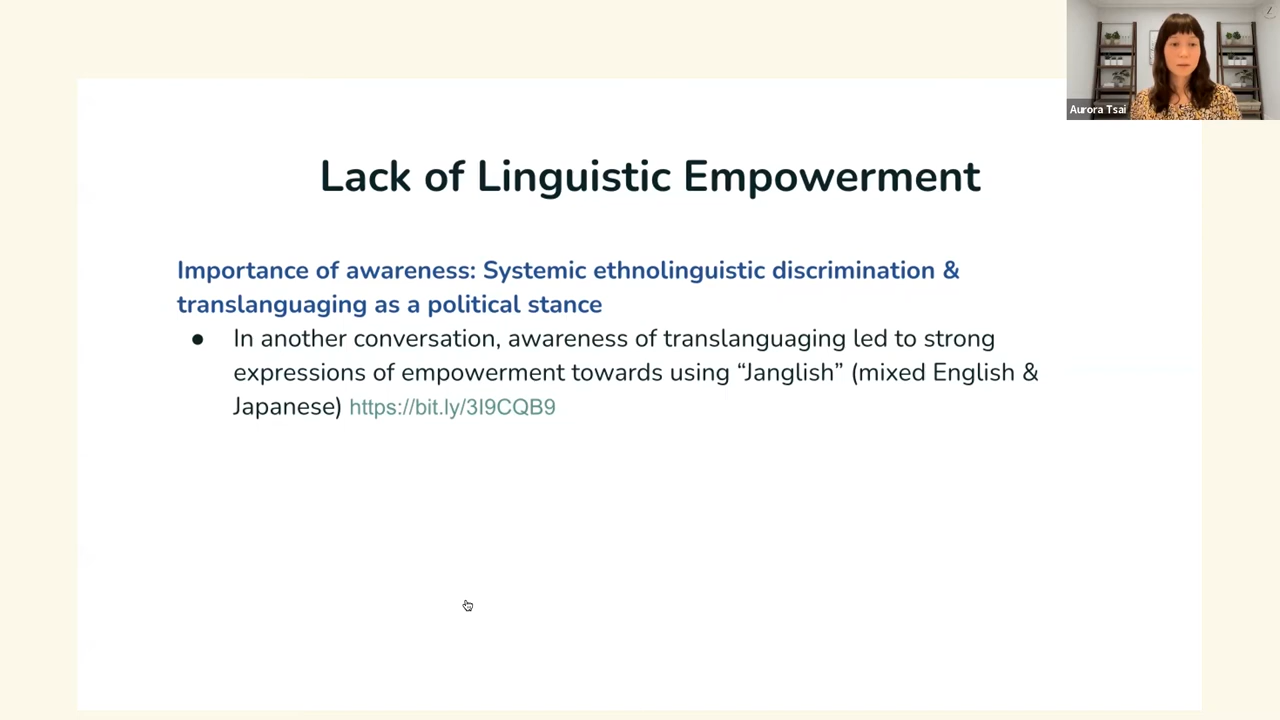 Aurora Tsai
Lack of Linguistic Empowerment
Importance of awareness: Systemic ethnolinguistic discrimination &
translanguaging as a political stance
● In another conversation, awareness of translanguaging led to strong
expressions of empowerment towards using “Janglish” (mixed English &
Japanese) https://bit.ly/3I9CQB9